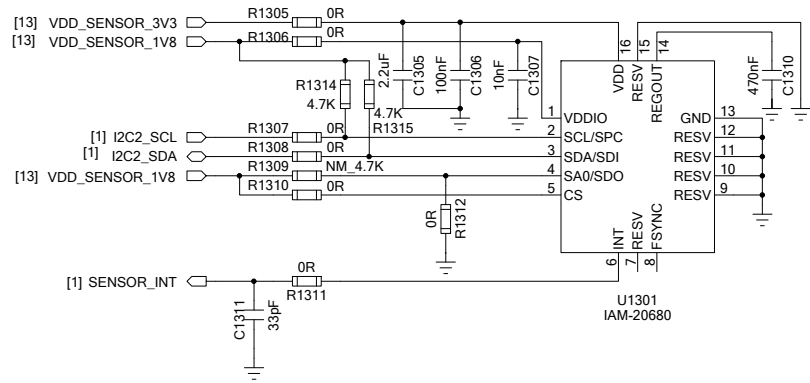 [13] VDD_SENSOR_3V3
R1305
0R
[13] VDD_SENSOR_1V8
R1306
0R
R1314
4.7K
4.7K
R1315
2.2uF
C1305
100nF
C1306
10nF
C1307
16
15
14
VDD
RESV
REGOUT
470nF
C1310
1
VDDIO
[1] I2C2_SCL
R1307
0R
2
SCL/SPC
[1] I2C2_SDA
R1308
0R
3
SDA/SDI
[13] VDD_SENSOR_1V8
R1309
NM_4.7K
4
SA0/SDO
R1310
0R
5
CS
GND
13
RESV
12
RESV
11
RESV
10
RESV
9
0R
R1312
INT
RESV
FSYNC
6
7
8
[1] SENSOR_INT
0R
R1311
C1311
33pF
U1301
IAM-20680